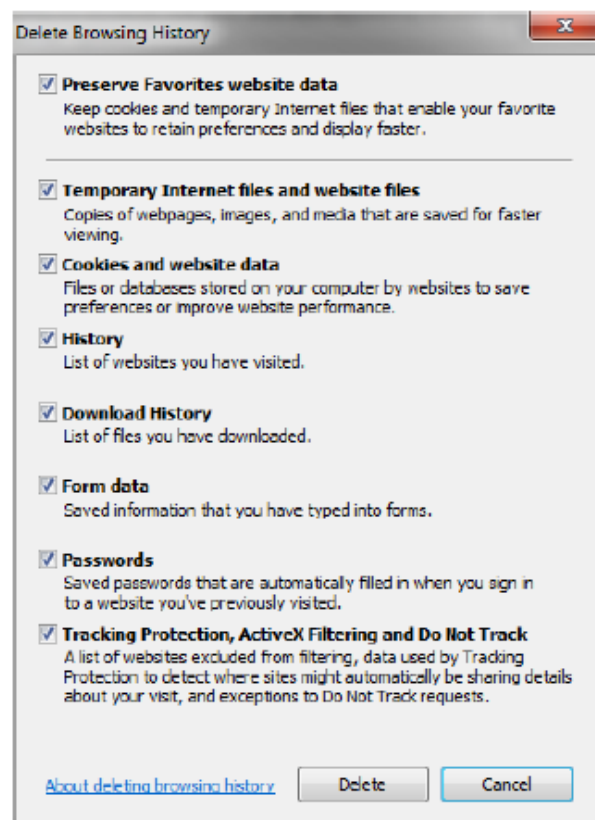 Delete Browsing History
Preserve Favorites website data
Keep cookies and temporary Internet files that enable your favorite
websites to retain preferences and display faster.
Temporary Internet files and website files
Copies of webpages, images, and media that are saved for faster
viewing.
Cookies and website data
Files or databases stored on your computer by websites to save
preferences or improve website performance.
History
List of websites you have visited.
Download History
List of files you have downloaded.
Form data
Saved information that you have typed into forms.
Passwords
Saved passwords that are automatically filled in when you sign in
to a website you've previously visited.
Tracking Protection, ActiveX Filtering and Do Not Track
A list of websites excluded from filtering, data used by Tracking
Protection to detect where sites might automatically be sharing details
about your visit, and exceptions to Do Not Track requests.
About deleting browsing history Delete Cancel